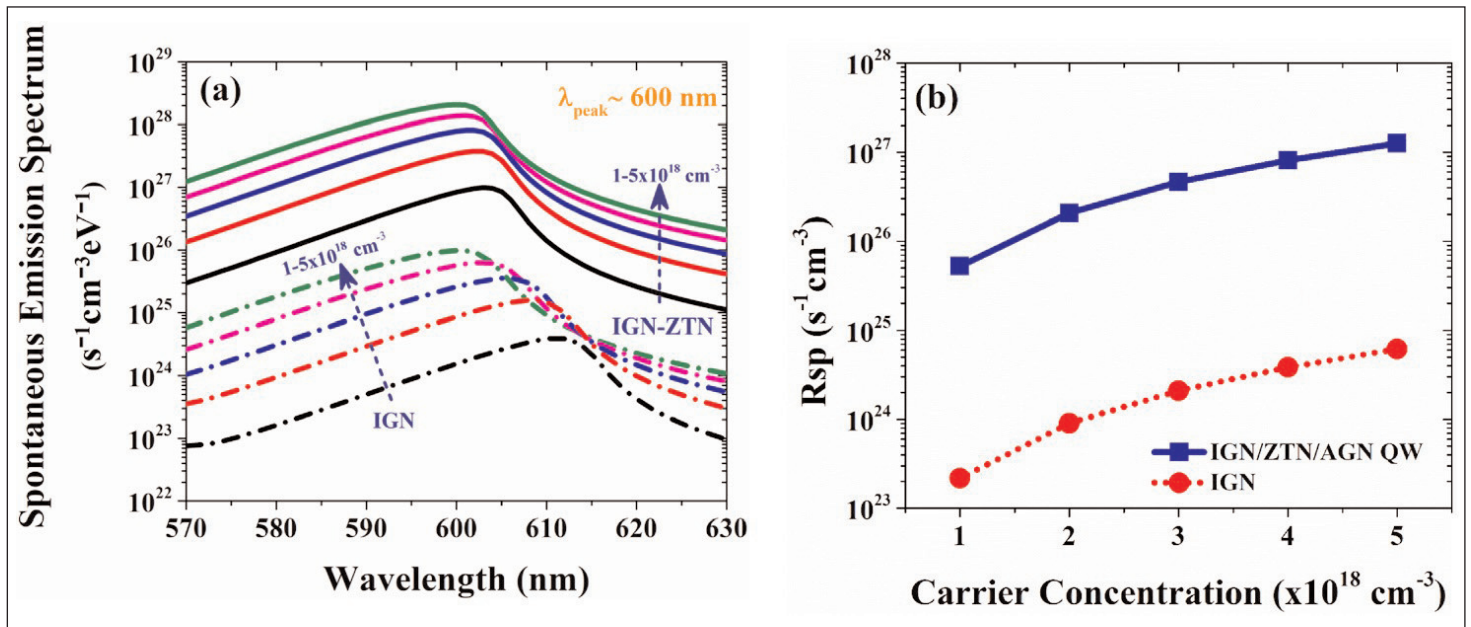 Spontaneous Emission Spectrum
(s⁻¹cm⁻³eV⁻¹)
10²⁹
10²⁸
10²⁷
10²⁶
10²⁵
10²⁴
10²³
10²²
(a)
λpeak~ 600 nm
1-5x10¹⁸ cm⁻³
IGN-ZTN
1-5x10¹⁸ cm⁻³
IGN
570 580 590 600 610 620 630
Wavelength (nm)
Rsp (s⁻¹cm⁻³)
10²⁸
10²⁷
10²⁶
10²⁵
10²⁴
10²³
(b)
IGN/ZTN/AGN QW
IGN
1 2 3 4 5
Carrier Concentration (x10¹⁸ cm⁻³)